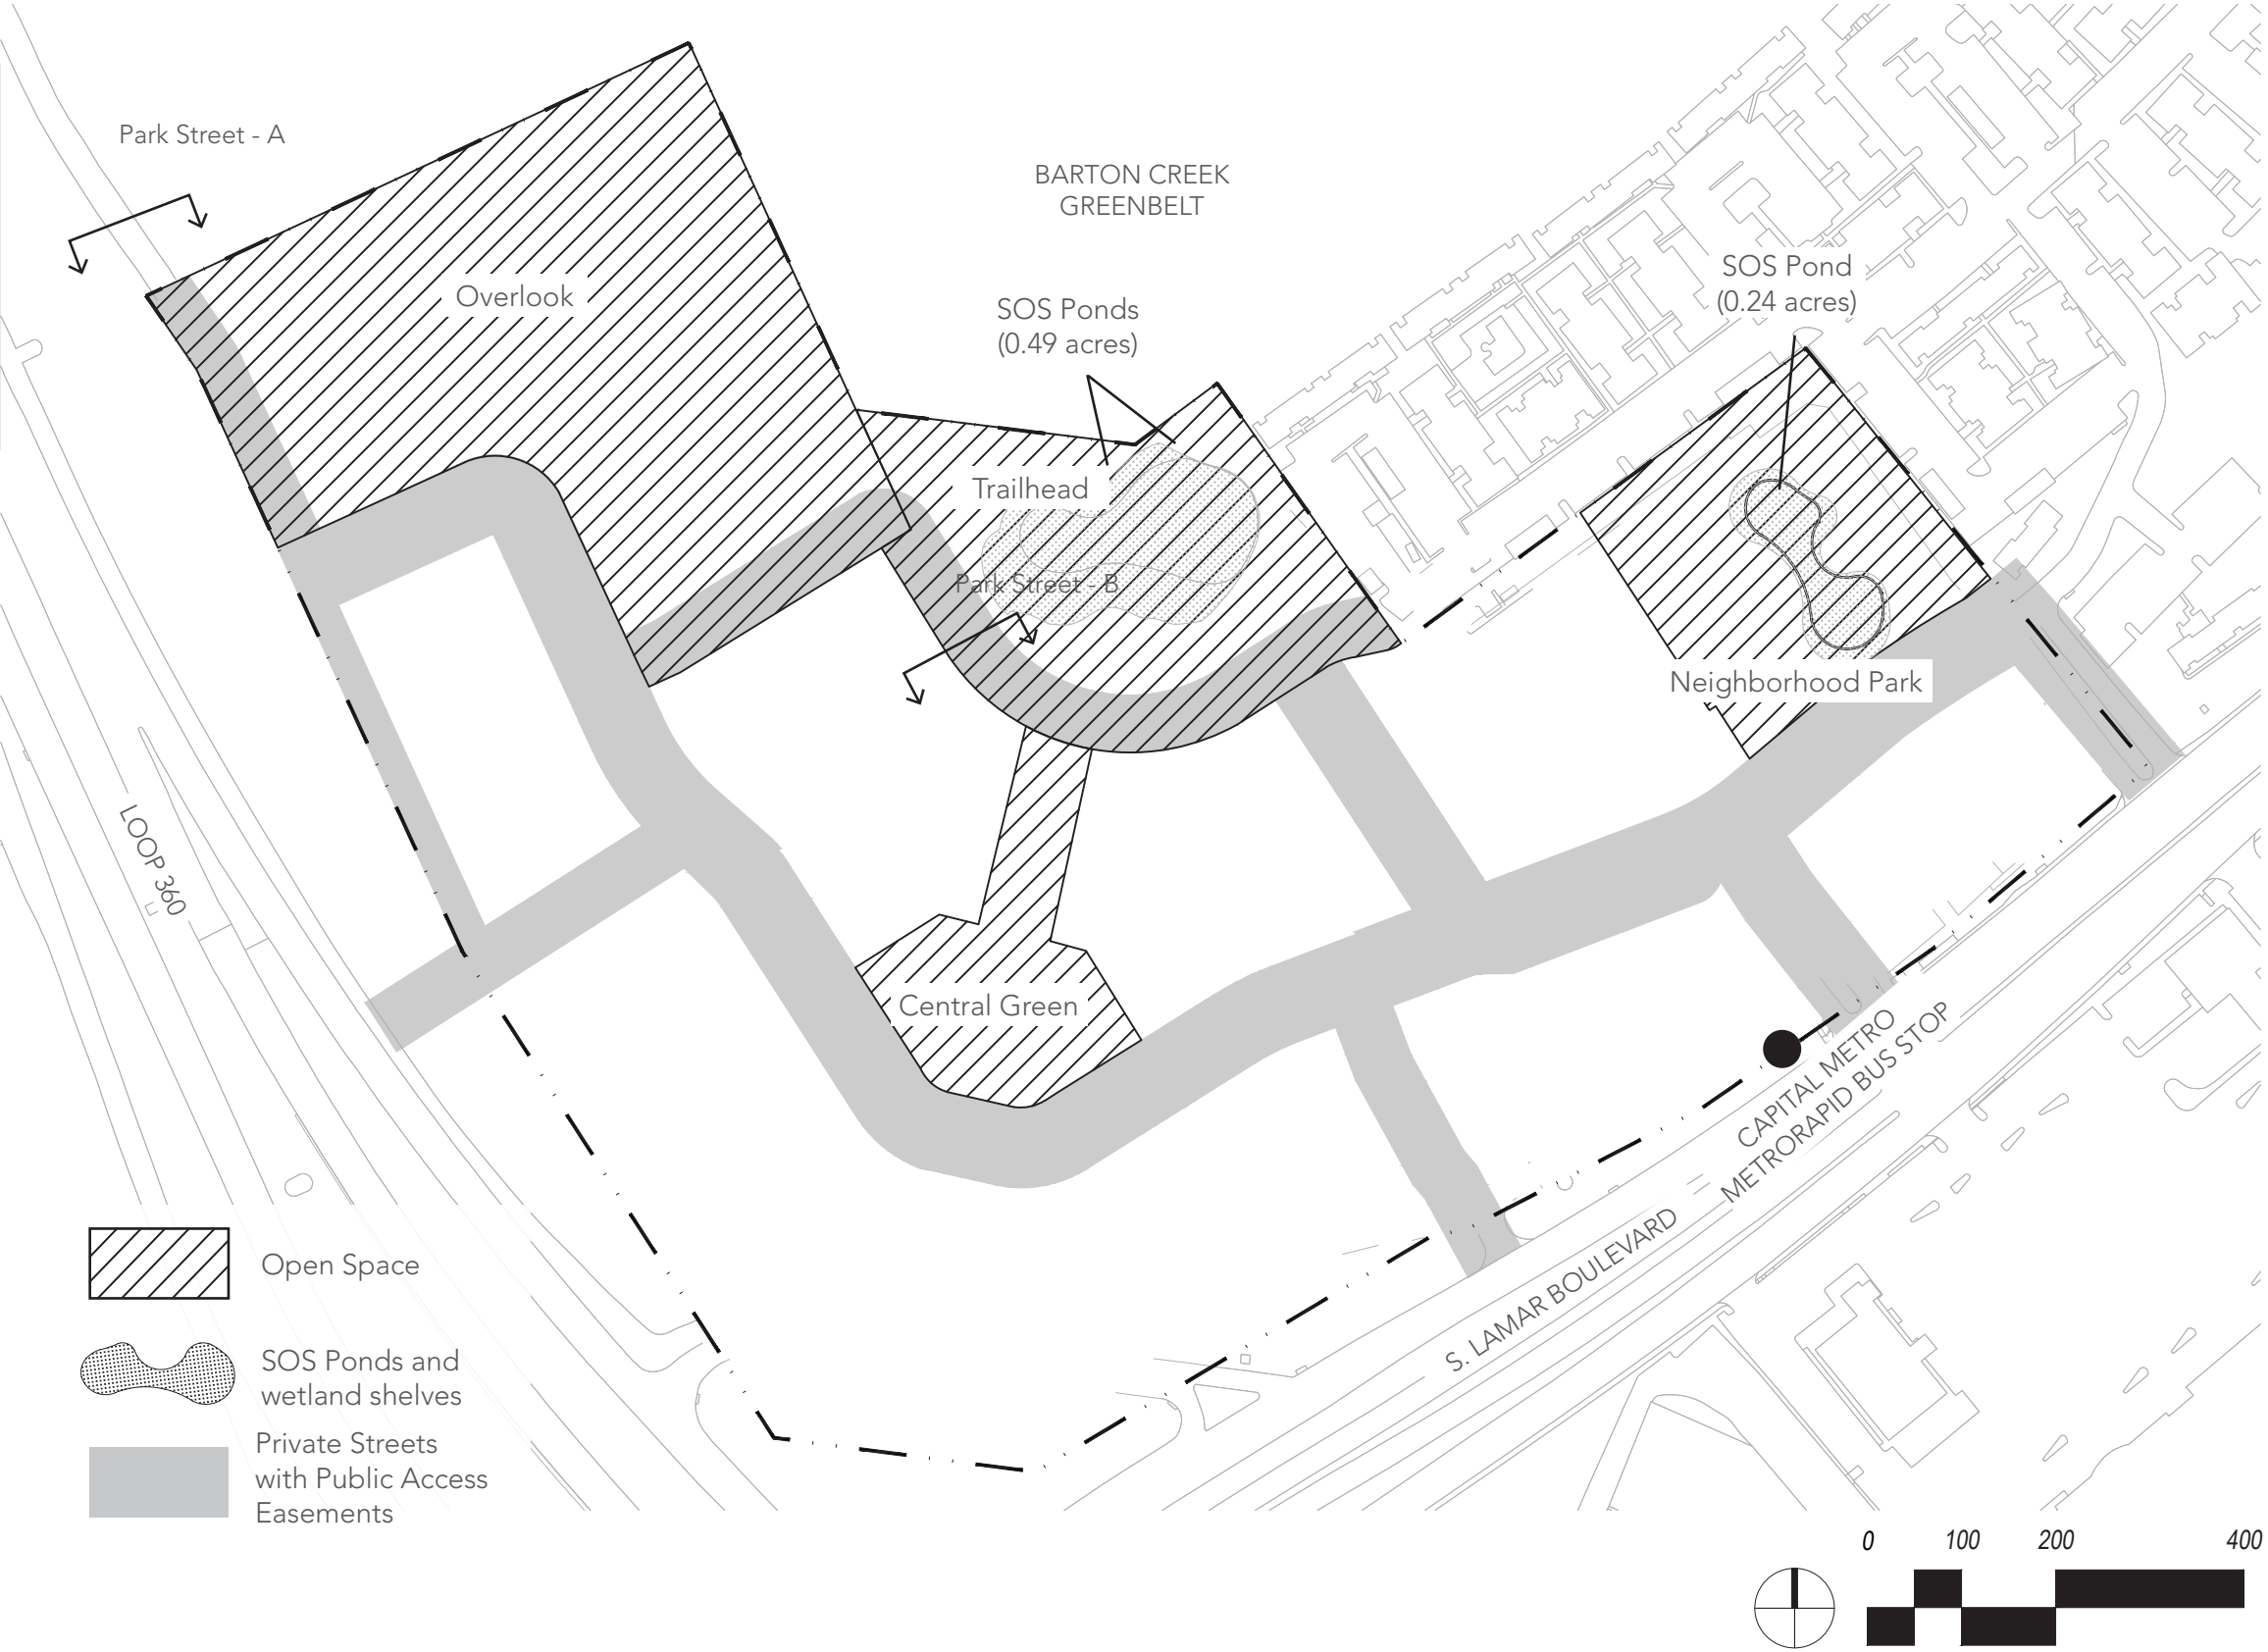 Park Street - A
BARTON CREEK
GREENBELT
SOS Pond
(0.24 acres)
Overlook
SOS Ponds
(0.49 acres)
Trailhead
Park Street - B
Neighborhood Park
LOOP 360
Central Green
CAPITAL METRO
METRORAPID BUS STOP
S. LAMAR BOULEVARD
Open Space
SOS Ponds and
wetland shelves
Private Streets
with Public Access
Easements
0 100 200 400